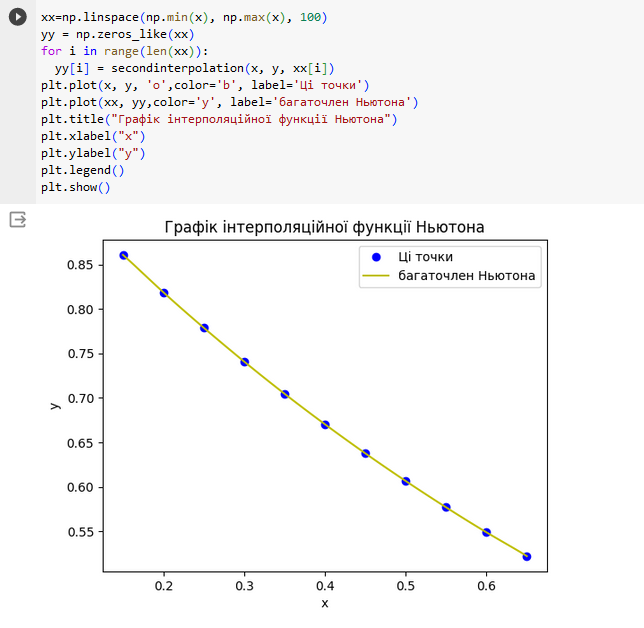 xx=np.linspace(np.min(x), np.max(x), 100)
yy = np.zeros_like(xx)
for i in range(len(xx)):
  yy[i] = secondinterpolation(x, y, xx[i])
plt.plot(x, y, 'o',color='b', label='Ці точки')
plt.plot(xx, yy,color='y', label='багаточлен Ньютона')
plt.title("Графік інтерполяційної функції Ньютона")
plt.xlabel("x")
plt.ylabel("y")
plt.legend()
plt.show()
Графік інтерполяційної функції Ньютона
Ці точки
багаточлен Ньютона
0.85
0.80
0.75
0.70
0.65
0.60
0.55
y
0.2 0.3 0.4 0.5 0.6
x